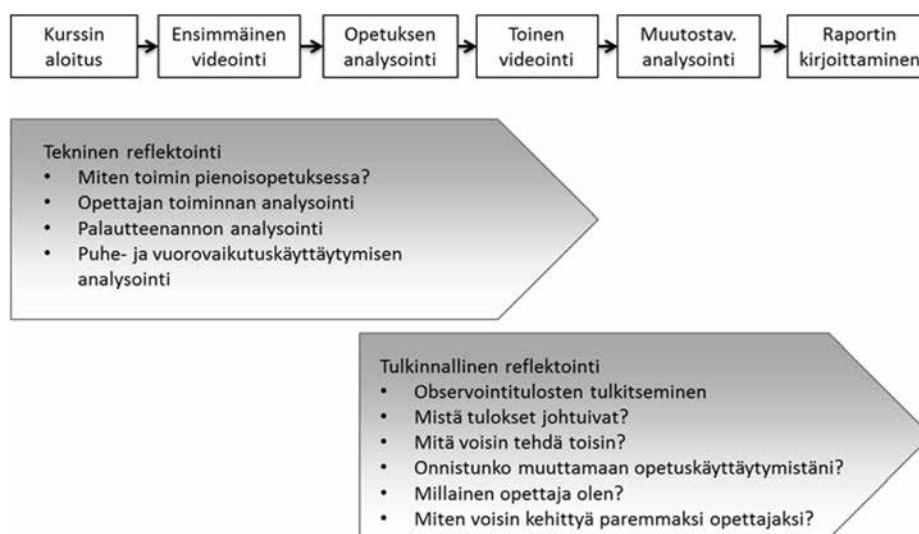 Kurssin
aloitus
Ensimmäinen
videointi
Opetuksen
analysointi
Toinen
videointi
Muutostav.
analysointi
Raportin
kirjoittaminen
Tekninen reflektointi
• Miten toimin pienoisopetuksessa?
• Opettajan toiminnan analysointi
• Palautteenannon analysointi
• Puhe- ja vuorovaikutuskäyttäytymisen
analysointi
Tulkinnallinen reflektointi
• Observointitulosten tulkitseminen
• Mistä tulokset johtuivat?
• Mitä voisin tehdä toisin?
• Onnistunko muuttamaan opetuskäyttäytymistäni?
• Millainen opettaja olen?
• Miten voisin kehittyä paremmaksi opettajaksi?